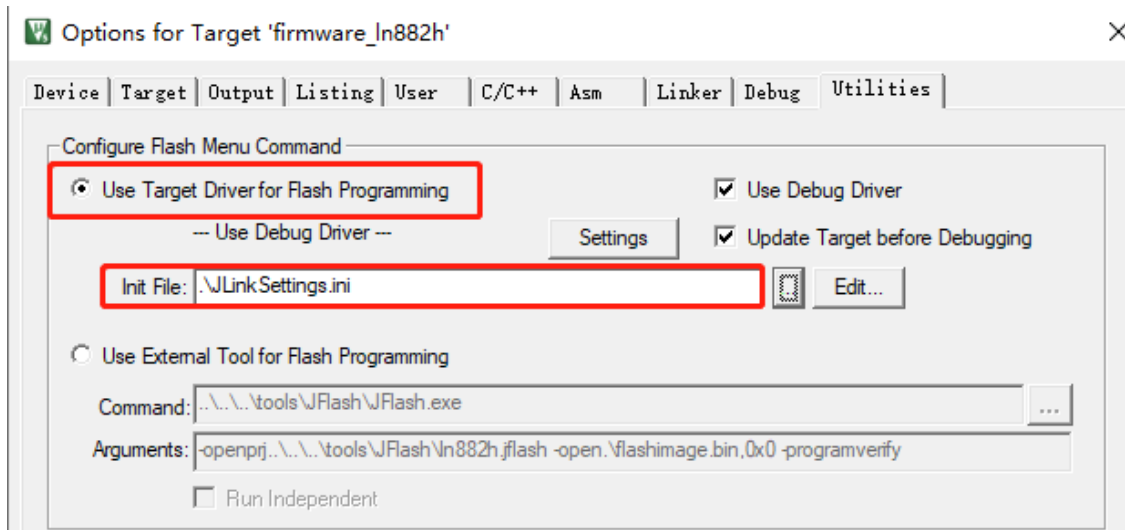 Options for Target 'firmware_ln882h'
Device Target Output Listing User C/C++ Asm Linker Debug Utilities
Configure Flash Menu Command
Use Target Driver for Flash Programming Use Debug Driver
--- Use Debug Driver --- Settings Update Target before Debugging
Init File: .\JLinkSettings.ini ... Edit...
Use External Tool for Flash Programming
Command: ..\..\..\tools\JFlash\JFlash.exe ...
Arguments: -openprj..\..\..\tools\JFlash\ln882h.jflash -open.\flashimage.bin,0x0 -programverify
Run Independent